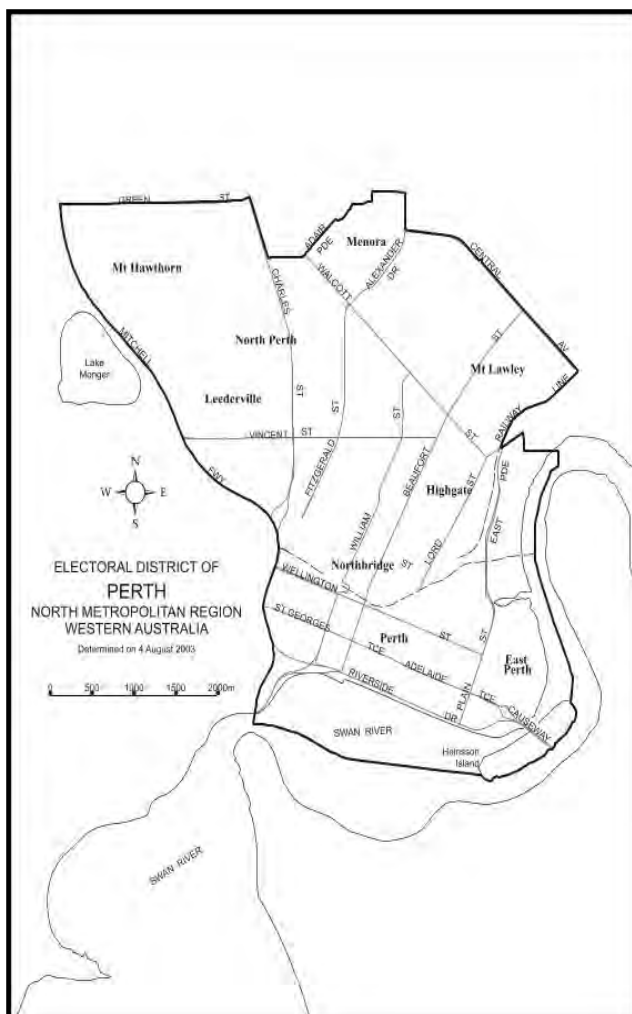 GREEN ST
ADAIR PDE
Menora
ALEXANDER DR
CENTRAL AV
Mt Hawthorn
WALCOTT ST
CHARLES ST
MITCHELL FWY
North Perth
ST
Mt Lawley
LINE
RAILWAY
Lake
Monger
Leederville
VINCENT ST
FITZGERALD ST
ST
BEAUFORT
Highgate
PDE
N
W E
S
WILLIAM
LORD ST
EAST
ELECTORAL DISTRICT OF
PERTH
NORTH METROPOLITAN REGION
WESTERN AUSTRALIA
Determined on 4 August 2003
0 500 1000 1500 2000m
Northbridge
ST
WELLINGTON ST
ST GEORGES TCE
Perth
ADELAIDE TCE
PLAIN ST
East
Perth
RIVERSIDE DR
CAUSEWAY
SWAN RIVER
Island
SWAN RIVER